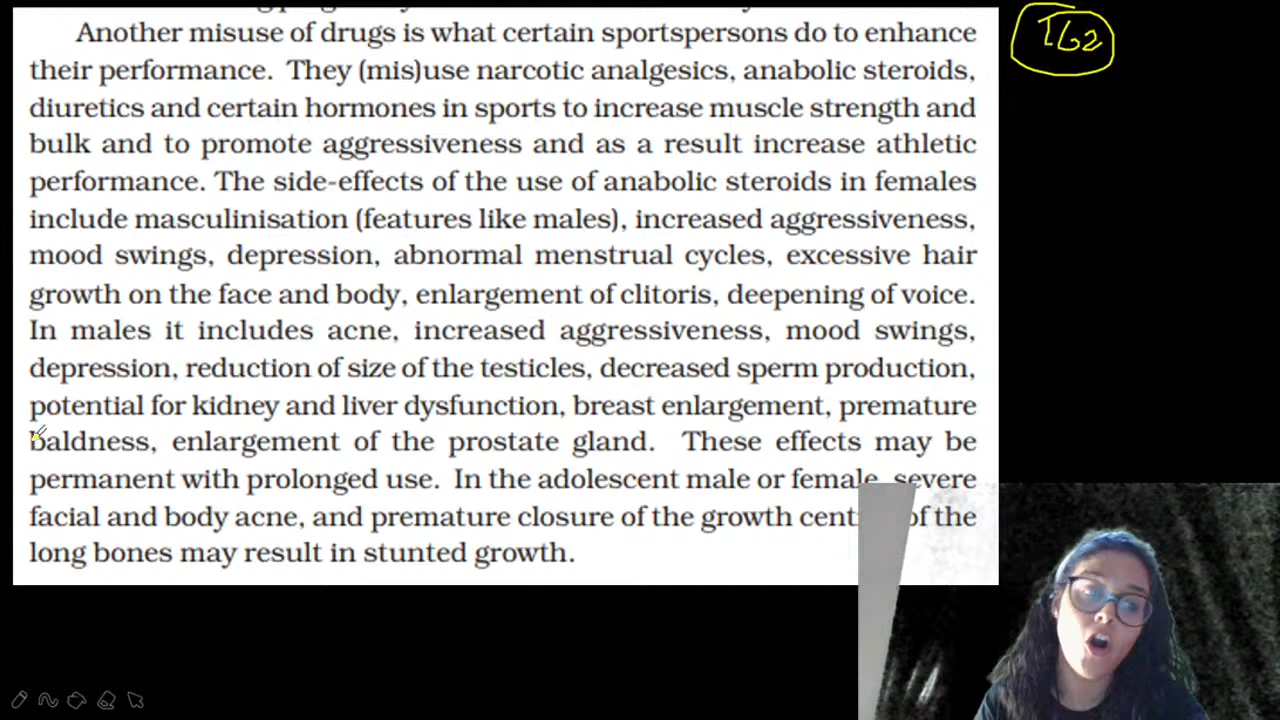 Another misuse of drugs is what certain sportspersons do to enhance
their performance. They (mis)use narcotic analgesics, anabolic steroids,
diuretics and certain hormones in sports to increase muscle strength and
bulk and to promote aggressiveness and as a result increase athletic
performance. The side-effects of the use of anabolic steroids in females
include masculinisation (features like males), increased aggressiveness,
mood swings, depression, abnormal menstrual cycles, excessive hair
growth on the face and body, enlargement of clitoris, deepening of voice.
In males it includes acne, increased aggressiveness, mood swings,
depression, reduction of size of the testicles, decreased sperm production,
potential for kidney and liver dysfunction, breast enlargement, premature
baldness, enlargement of the prostate gland. These effects may be
permanent with prolonged use. In the adolescent male or female, severe
facial and body acne, and premature closure of the growth of the
long bones may result in stunted growth.